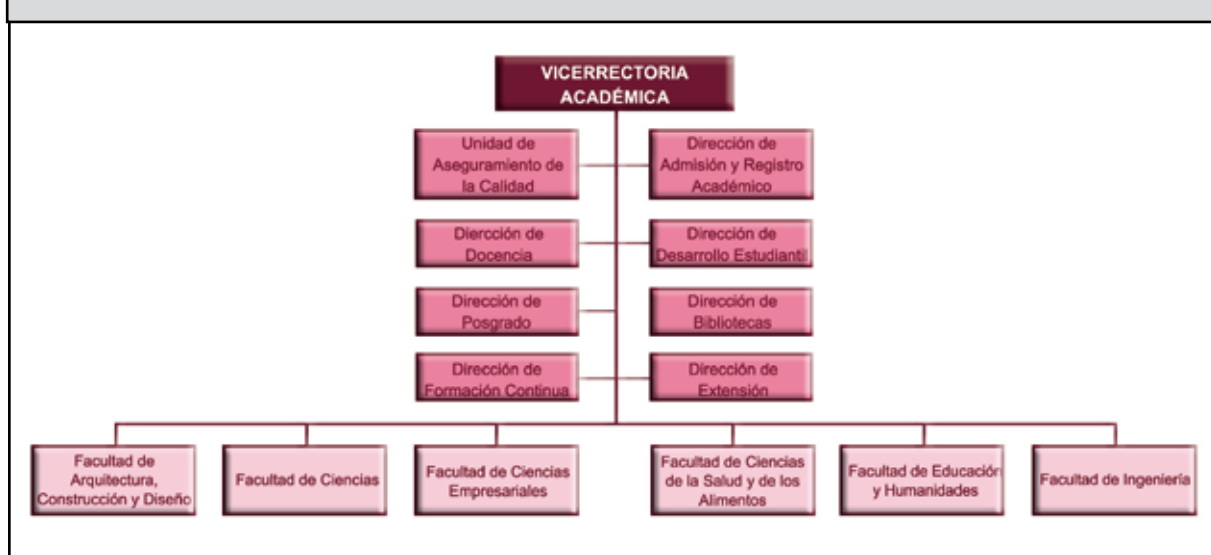 VICERRECTORIA
ACADÉMICA
Unidad de
Aseguramiento de
la Calidad
Dirección de
Admisión y Registro
Académico
Diercción de
Docencia
Dirección de
Desarrollo Estudiantil
Dirección de
Posgrado
Dirección de
Bibliotecas
Dirección de
Formación Continua
Dirección de
Extensión
Facultad de
Arquitectura,
Construcción y Diseño
Facultad de Ciencias
Facultad de Ciencias
Empresariales
Facultad de Ciencias
de la Salud y de los
Alimentos
Facultad de Educación
y Humanidades
Facultad de Ingeniería